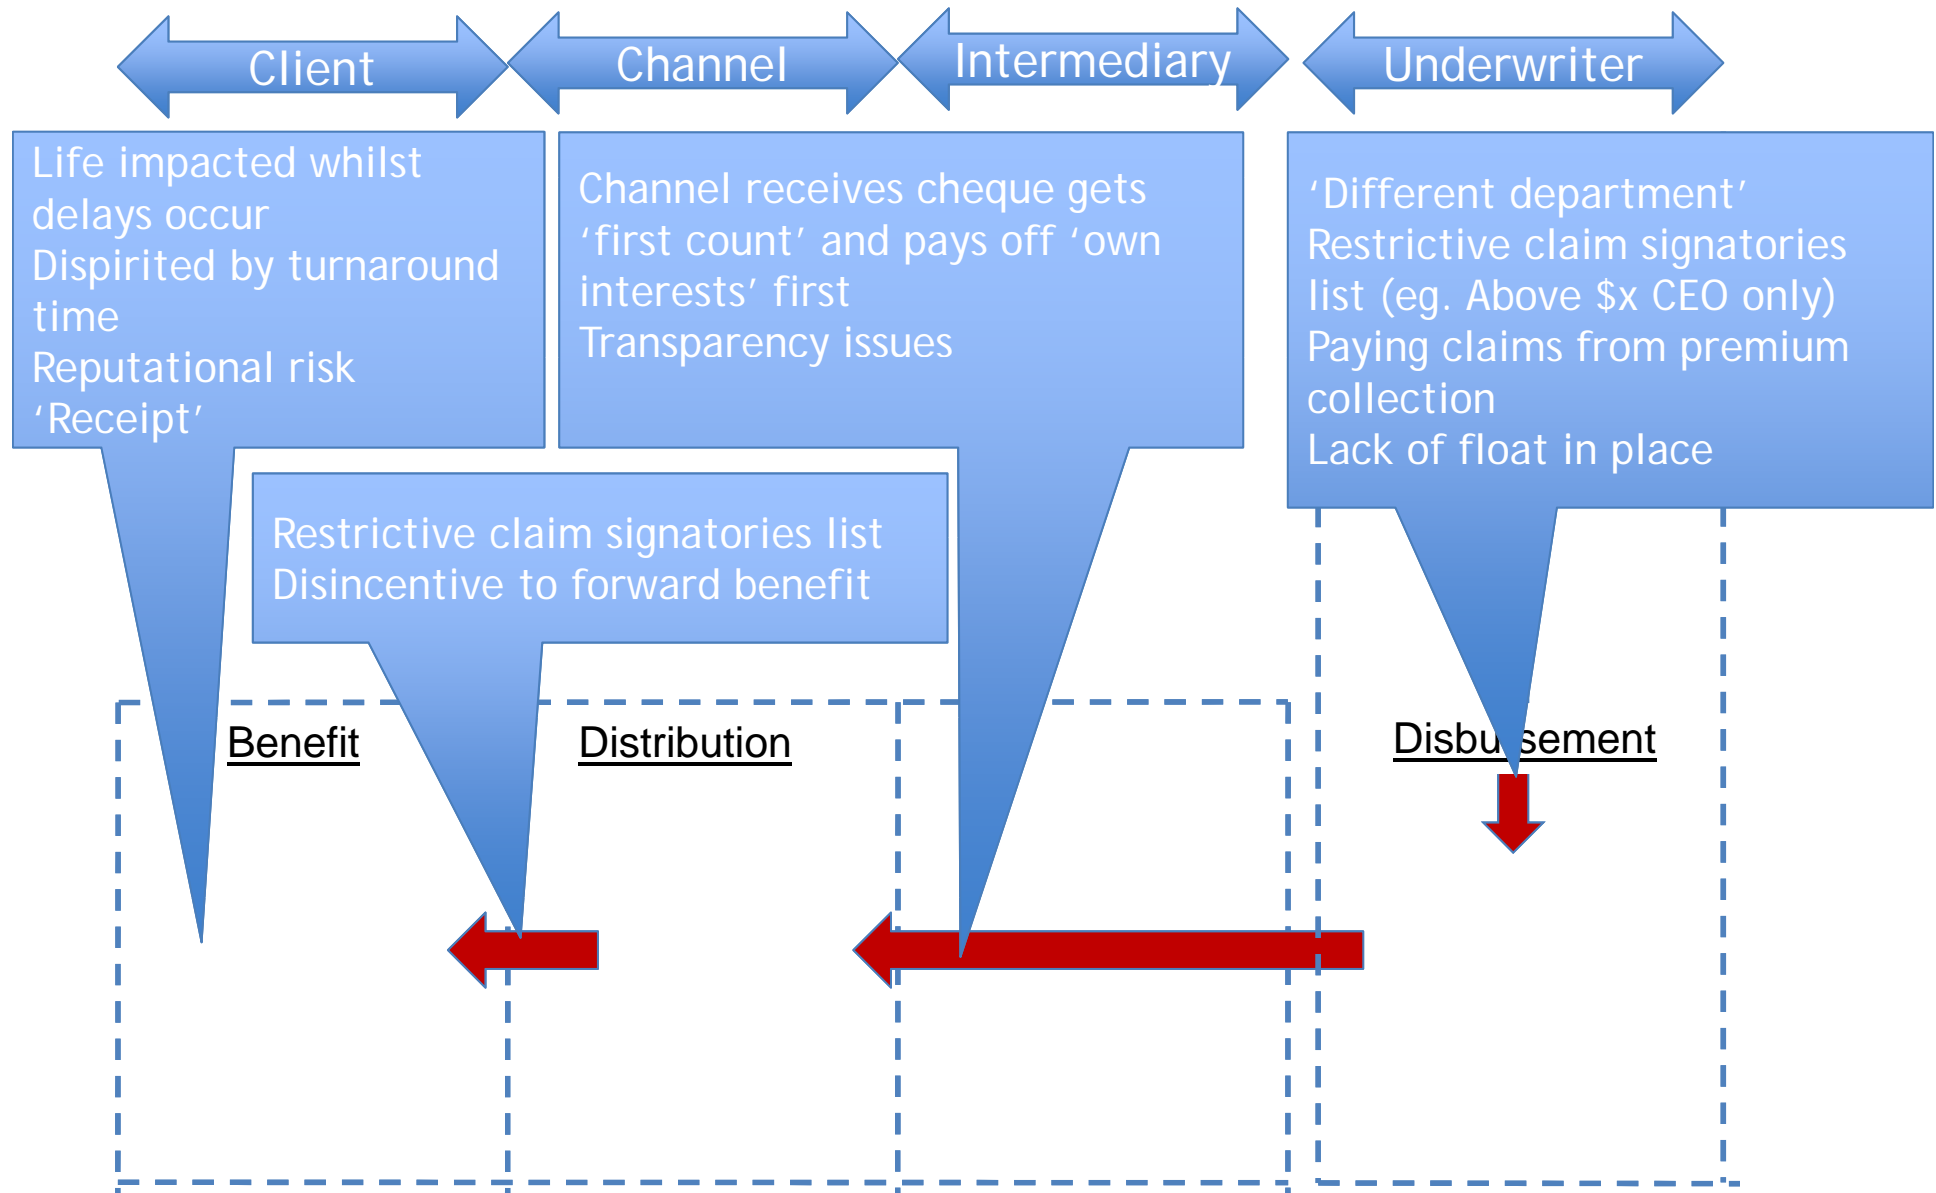 Client
Channel
Intermediary
Underwriter
Life impacted whilst
delays occur
Dispirited by turnaround
time
Reputational risk
‘Receipt’
Channel receives cheque gets
‘first count’ and pays off ‘own
interests’ first
Transparency issues
‘Different department’
Restrictive claim signatories
list (eg. Above $x CEO only)
Paying claims from premium
collection
Lack of float in place
Restrictive claim signatories list
Disincentive to forward benefit
Benefit
Distribution
Disbursement